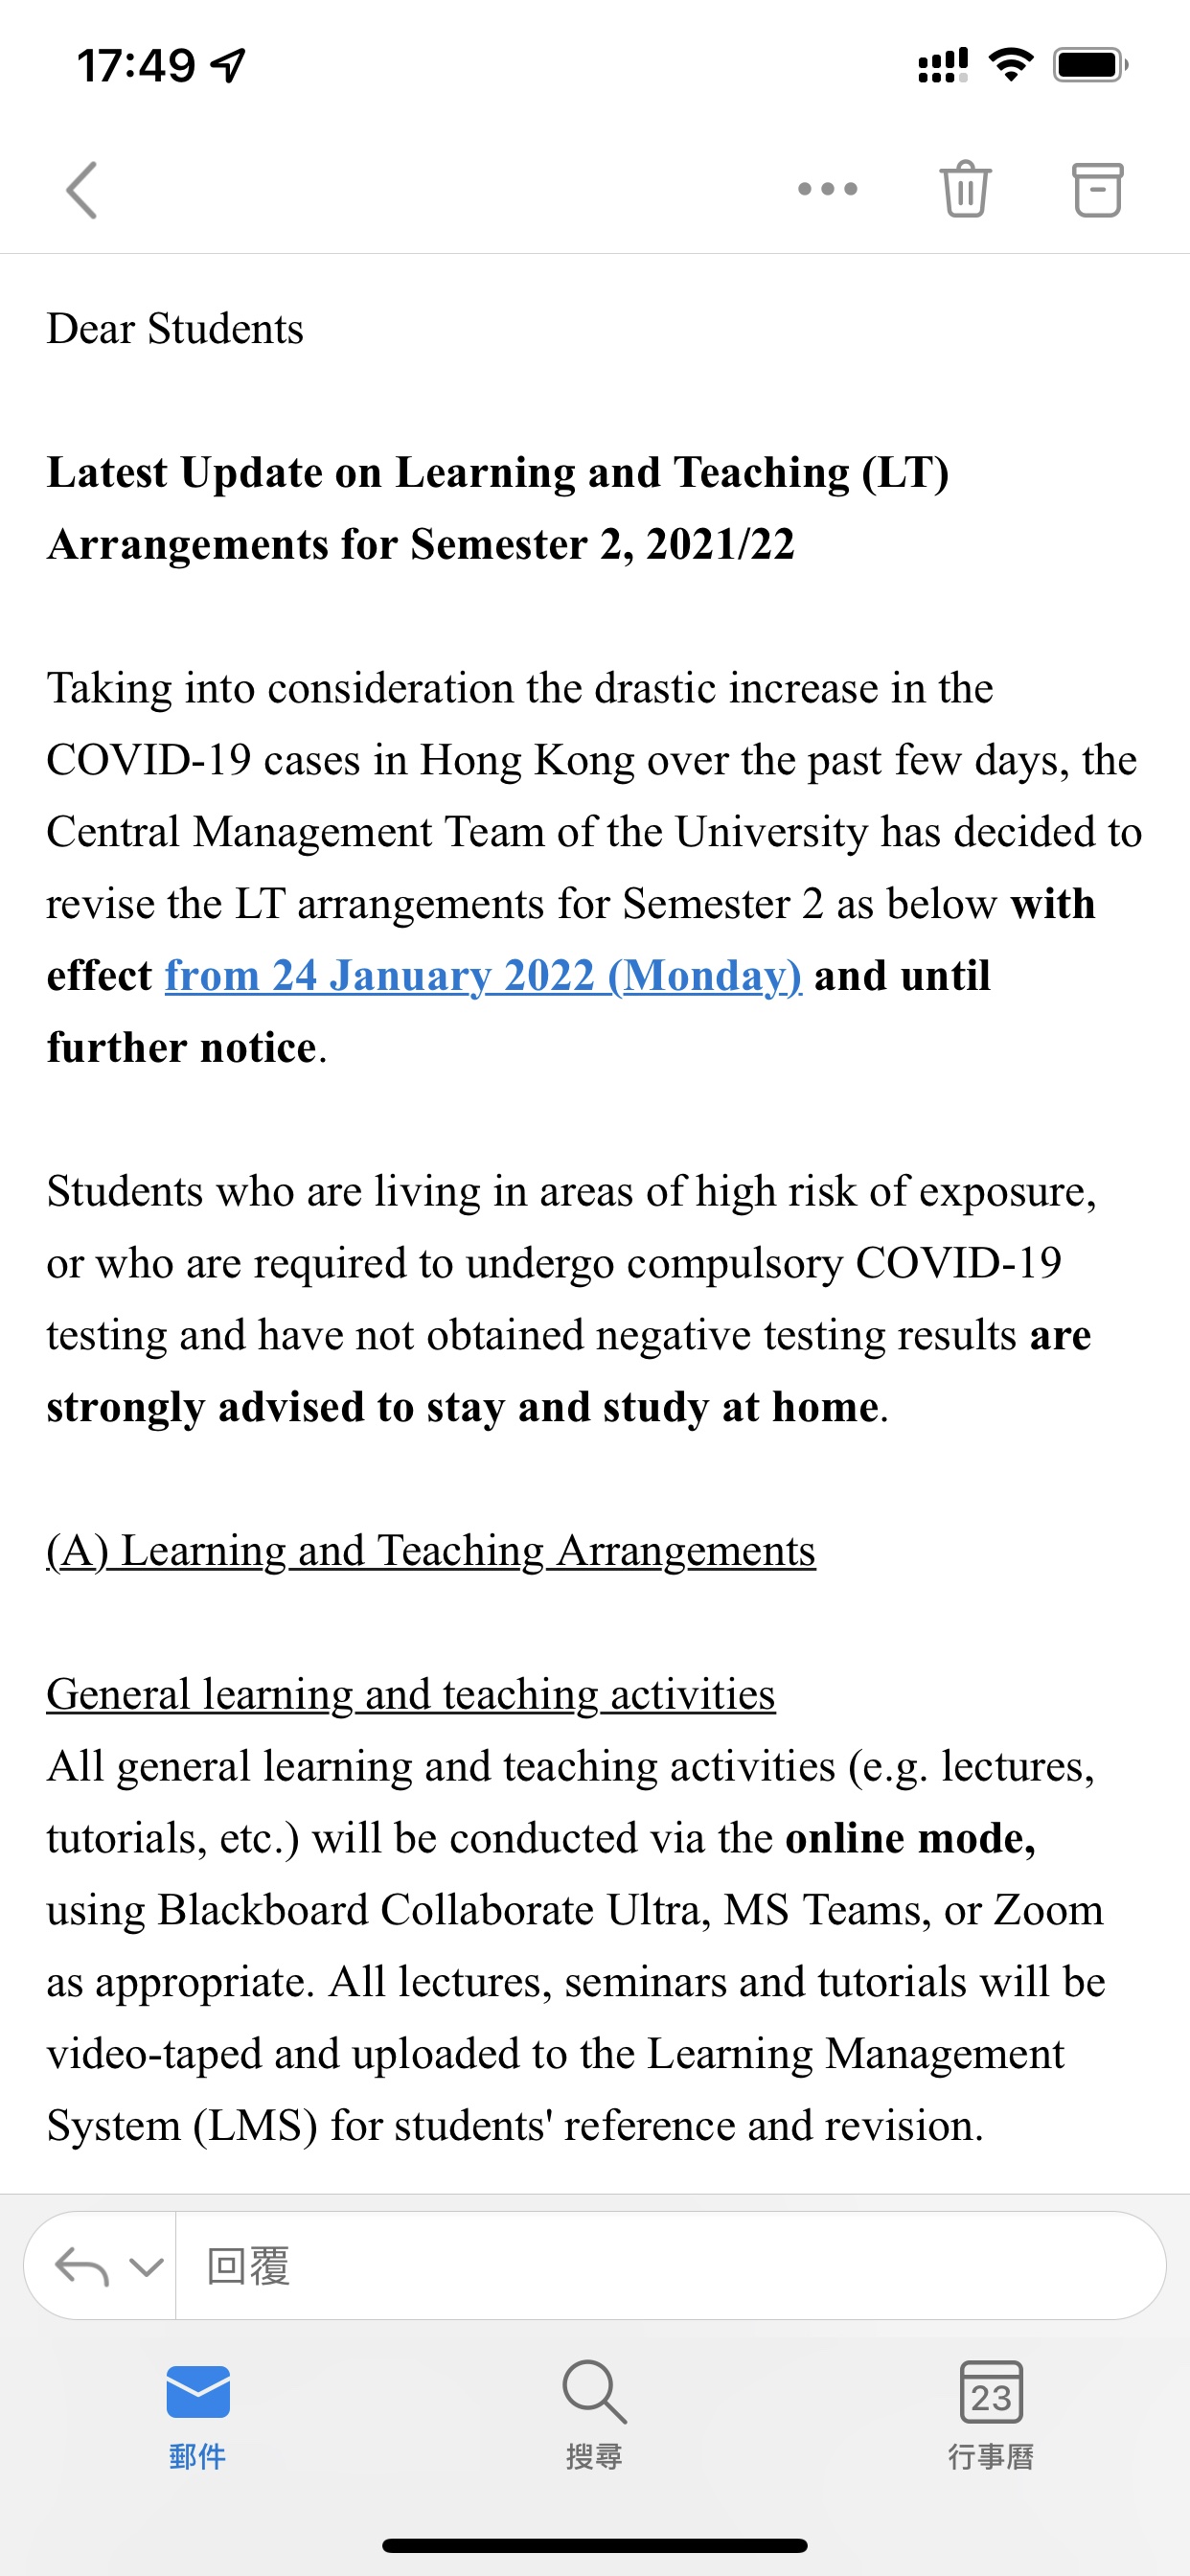 17:49
Dear Students
Latest Update on Learning and Teaching (LT)
Arrangements for Semester 2, 2021/22
Taking into consideration the drastic increase in the
COVID-19 cases in Hong Kong over the past few days, the
Central Management Team of the University has decided to
revise the LT arrangements for Semester 2 as below with
effect from 24 January 2022 (Monday) and until
further notice.
Students who are living in areas of high risk of exposure,
or who are required to undergo compulsory COVID-19
testing and have not obtained negative testing results are
strongly advised to stay and study at home.
(A) Learning and Teaching Arrangements
General learning and teaching activities
All general learning and teaching activities (e.g. lectures,
tutorials, etc.) will be conducted via the online mode,
using Blackboard Collaborate Ultra, MS Teams, or Zoom
as appropriate. All lectures, seminars and tutorials will be
video-taped and uploaded to the Learning Management
System (LMS) for students' reference and revision.
回覆
23
郵件 搜尋 行事曆